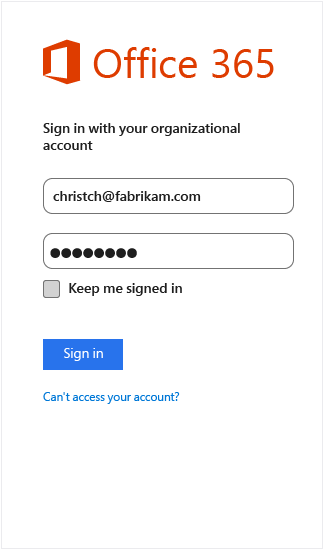 Office 365
Sign in with your organizational
account
christch@fabrikam.com
●●●●●●●●
Keep me signed in
Sign in
Can't access your account?